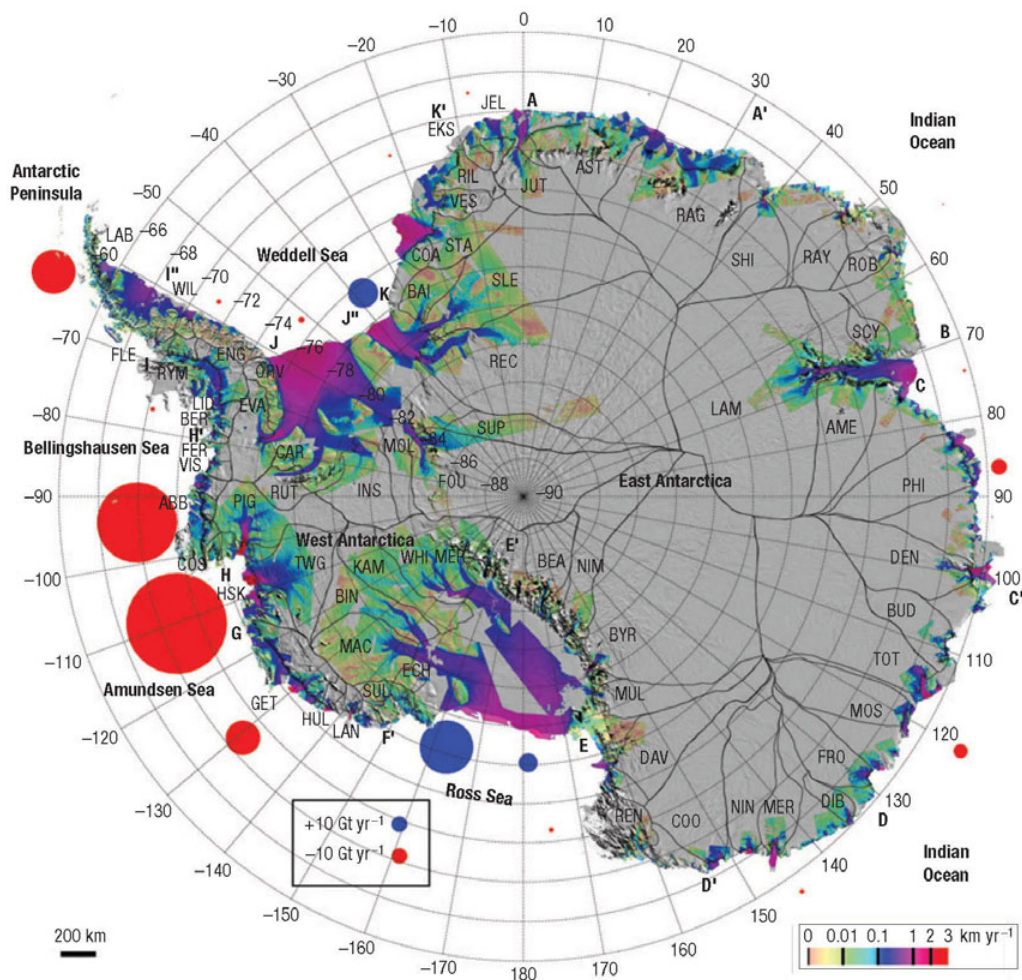 0
−10
10
−20
20
−30
30
−40
40
−50
50
−60
60
−70
70
−80
80
−90
90
−100
100
−110
110
−120
120
−130
130
−140
140
−150
150
−160
160
−170
170
180
K'
JEL
A
A'
EKS
Indian
Ocean
Antarctic
Peninsula
RIL
JUT
AST
VES
RAG
LAB
−66
−68
I"
−70
WIL
−72
−74
−76
−78
−80
−82
−84
−86
−88
−90
Weddell Sea
STA
COA
SLE
SHI
RAY
ROB
BAI
K
J"
J
SCY
B
C
FLE
I
RYM
ENG
ORV
REC
LAM
AME
LID
EVA
BER
H'
FER
VIS
Bellingshausen Sea
CAR
MOL
SUP
FOU
RUT
INS
East Antarctica
PHI
ABB
PIG
West Antarctica
E'
COS
H
TWG
KAM
WHI
MER
BEA
NIM
DEN
C'
HSK
BIN
BUD
G
MAC
BYR
TOT
ECH
MUL
MOS
Amundsen Sea
GET
SUL
HUL
LAN
F'
E
DAV
FRO
Ross Sea
REN
COO
NIN
MER
DIB
D
D'
Indian
Ocean
+10 Gt yr⁻¹
−10 Gt yr⁻¹
200 km
0 0.01 0.1 1 2 3 km yr⁻¹